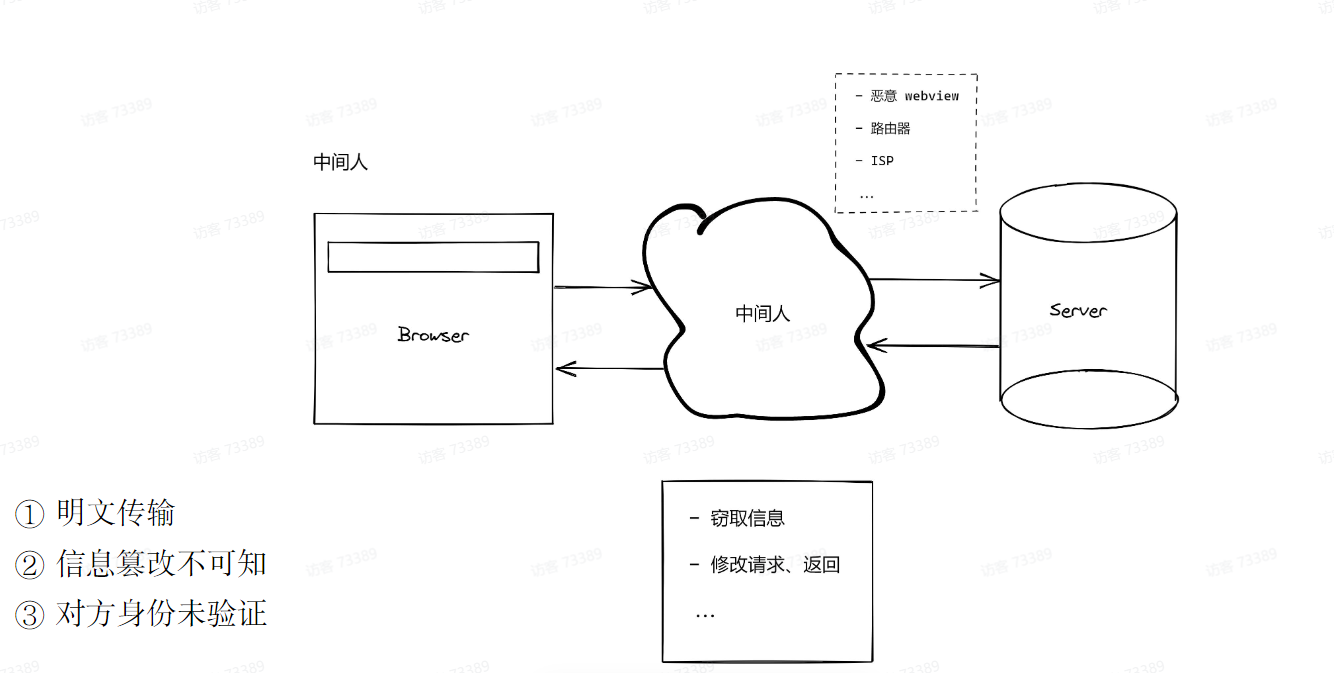 - 恶意 webview
- 路由器
- ISP
...
中间人
Browser
中间人
Server
① 明文传输
② 信息篡改不可知
③ 对方身份未验证
- 窃取信息
- 修改请求、返回
...
访客 73389